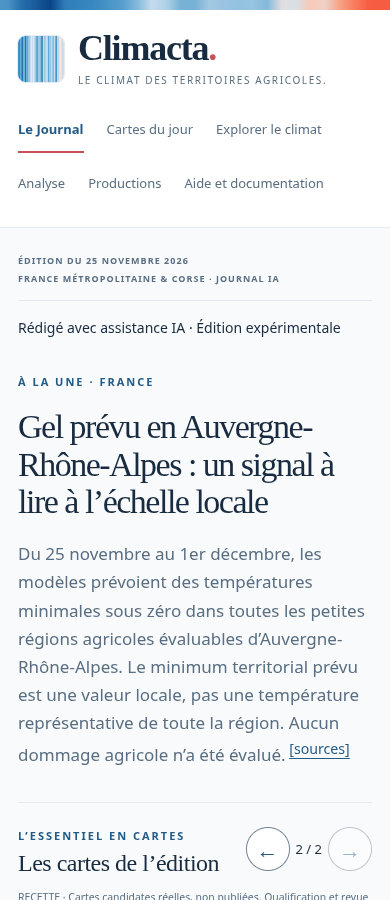 Climacta.
LE CLIMAT DES TERRITOIRES AGRICOLES.
Le Journal Cartes du jour Explorer le climat
Analyse Productions Aide et documentation
ÉDITION DU 25 NOVEMBRE 2026
FRANCE MÉTROPOLITAINE & CORSE · JOURNAL IA
Rédigé avec assistance IA · Édition expérimentale
À LA UNE · FRANCE
Gel prévu en Auvergne-
Rhône-Alpes : un signal à
lire à l’échelle locale
Du 25 novembre au 1er décembre, les
modèles prévoient des températures
minimales sous zéro dans toutes les petites
régions agricoles évaluables d’Auvergne-
Rhône-Alpes. Le minimum territorial prévu
est une valeur locale, pas une température
représentative de toute la région. Aucun
dommage agricole n’a été évalué. [sources]
L’ESSENTIEL EN CARTES
Les cartes de l’édition
← 2 / 2 →
RECETTE · Cartes candidates réelles, non publiées. Qualification et revue